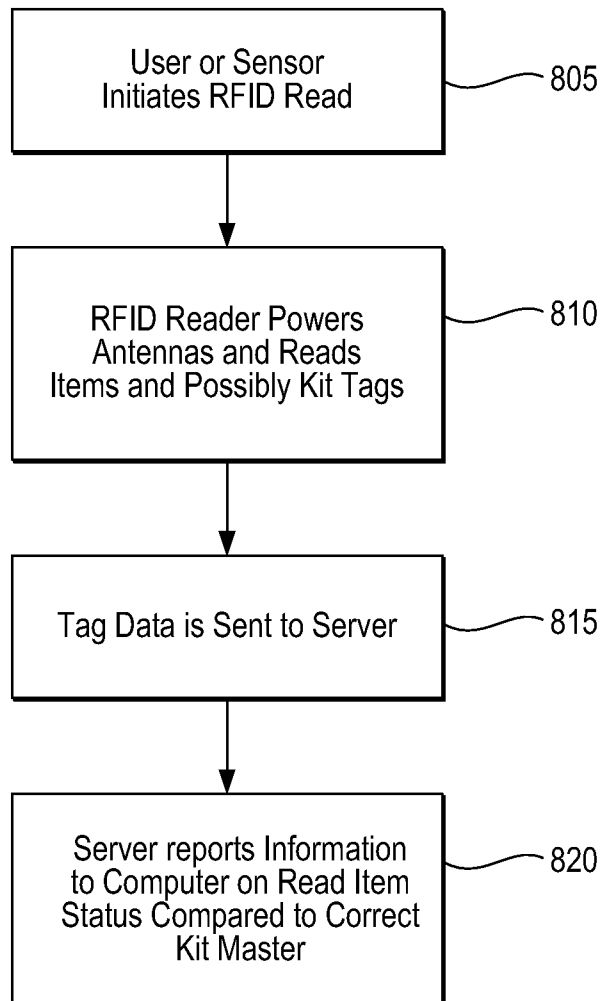 User or Sensor
Initiates RFID Read
805
RFID Reader Powers
Antennas and Reads
Items and Possibly Kit Tags
810
Tag Data is Sent to Server
815
Server reports Information
to Computer on Read Item
Status Compared to Correct
Kit Master
820